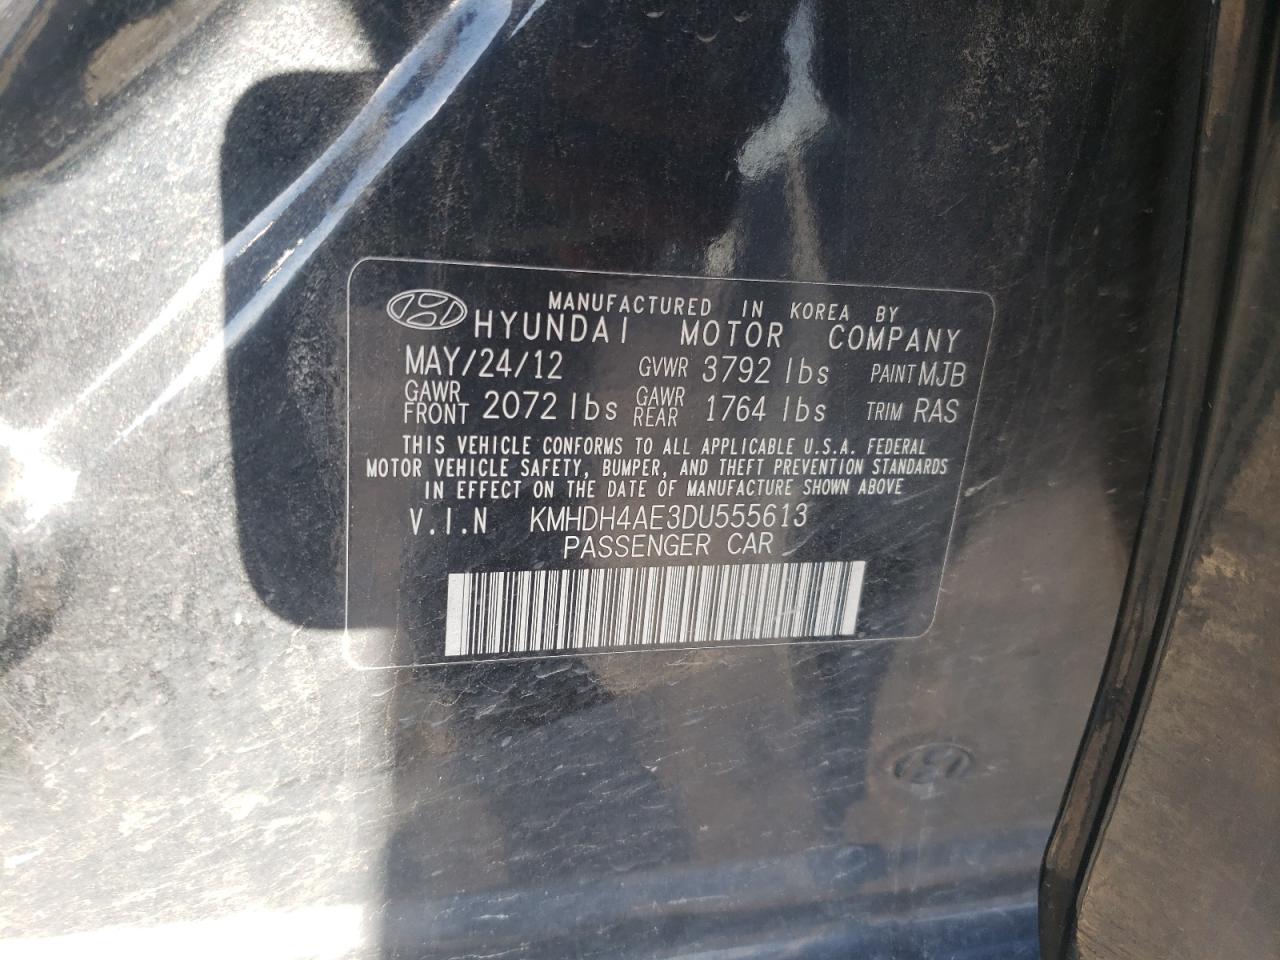 MANUFACTURED IN KOREA BY
HYUNDAI MOTOR COMPANY
MAY/24/12 GVWR 3792 lbs PAINT MJB
GAWR FRONT 2072 lbs GAWR REAR 1764 lbs TRIM RAS
THIS VEHICLE CONFORMS TO ALL APPLICABLE U.S.A. FEDERAL
MOTOR VEHICLE SAFETY, BUMPER, AND THEFT PREVENTION STANDARDS
IN EFFECT ON THE DATE OF MANUFACTURE SHOWN ABOVE
V.I.N KMHDH4AE3DU555613
PASSENGER CAR